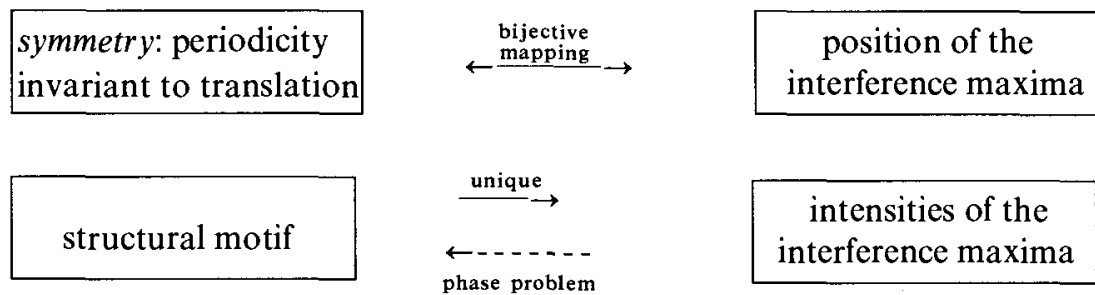 symmetry: periodicity
invariant to translation
bijective
mapping
position of the
interference maxima
structural motif
unique
phase problem
intensities of the
interference maxima